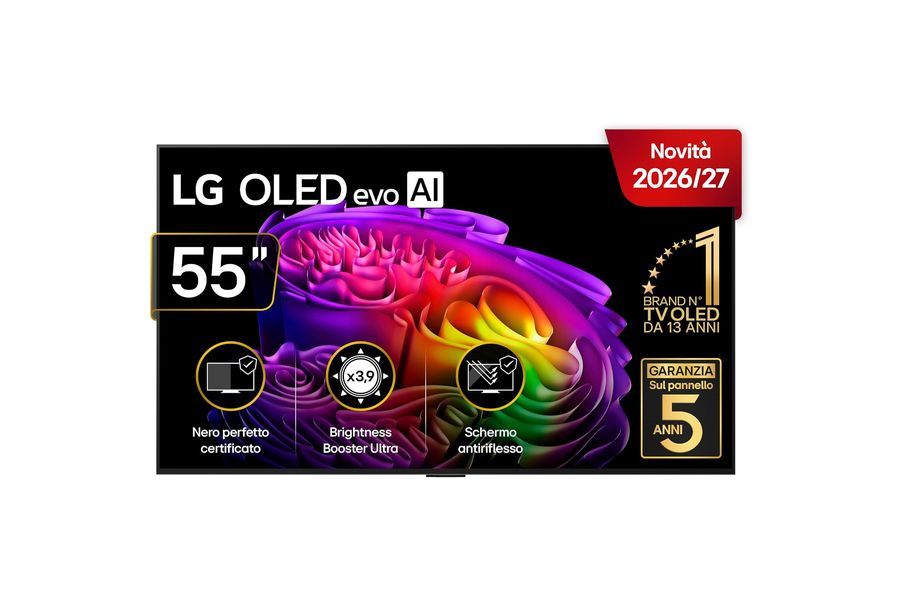 Novità
2026/27
LG OLED evo AI
55"
1
BRAND N°
TV OLED
DA 13 ANNI
GARANZIA
Sul pannello
5
ANNI
x3,9
Nero perfetto
certificato
Brightness
Booster Ultra
Schermo
antiriflesso